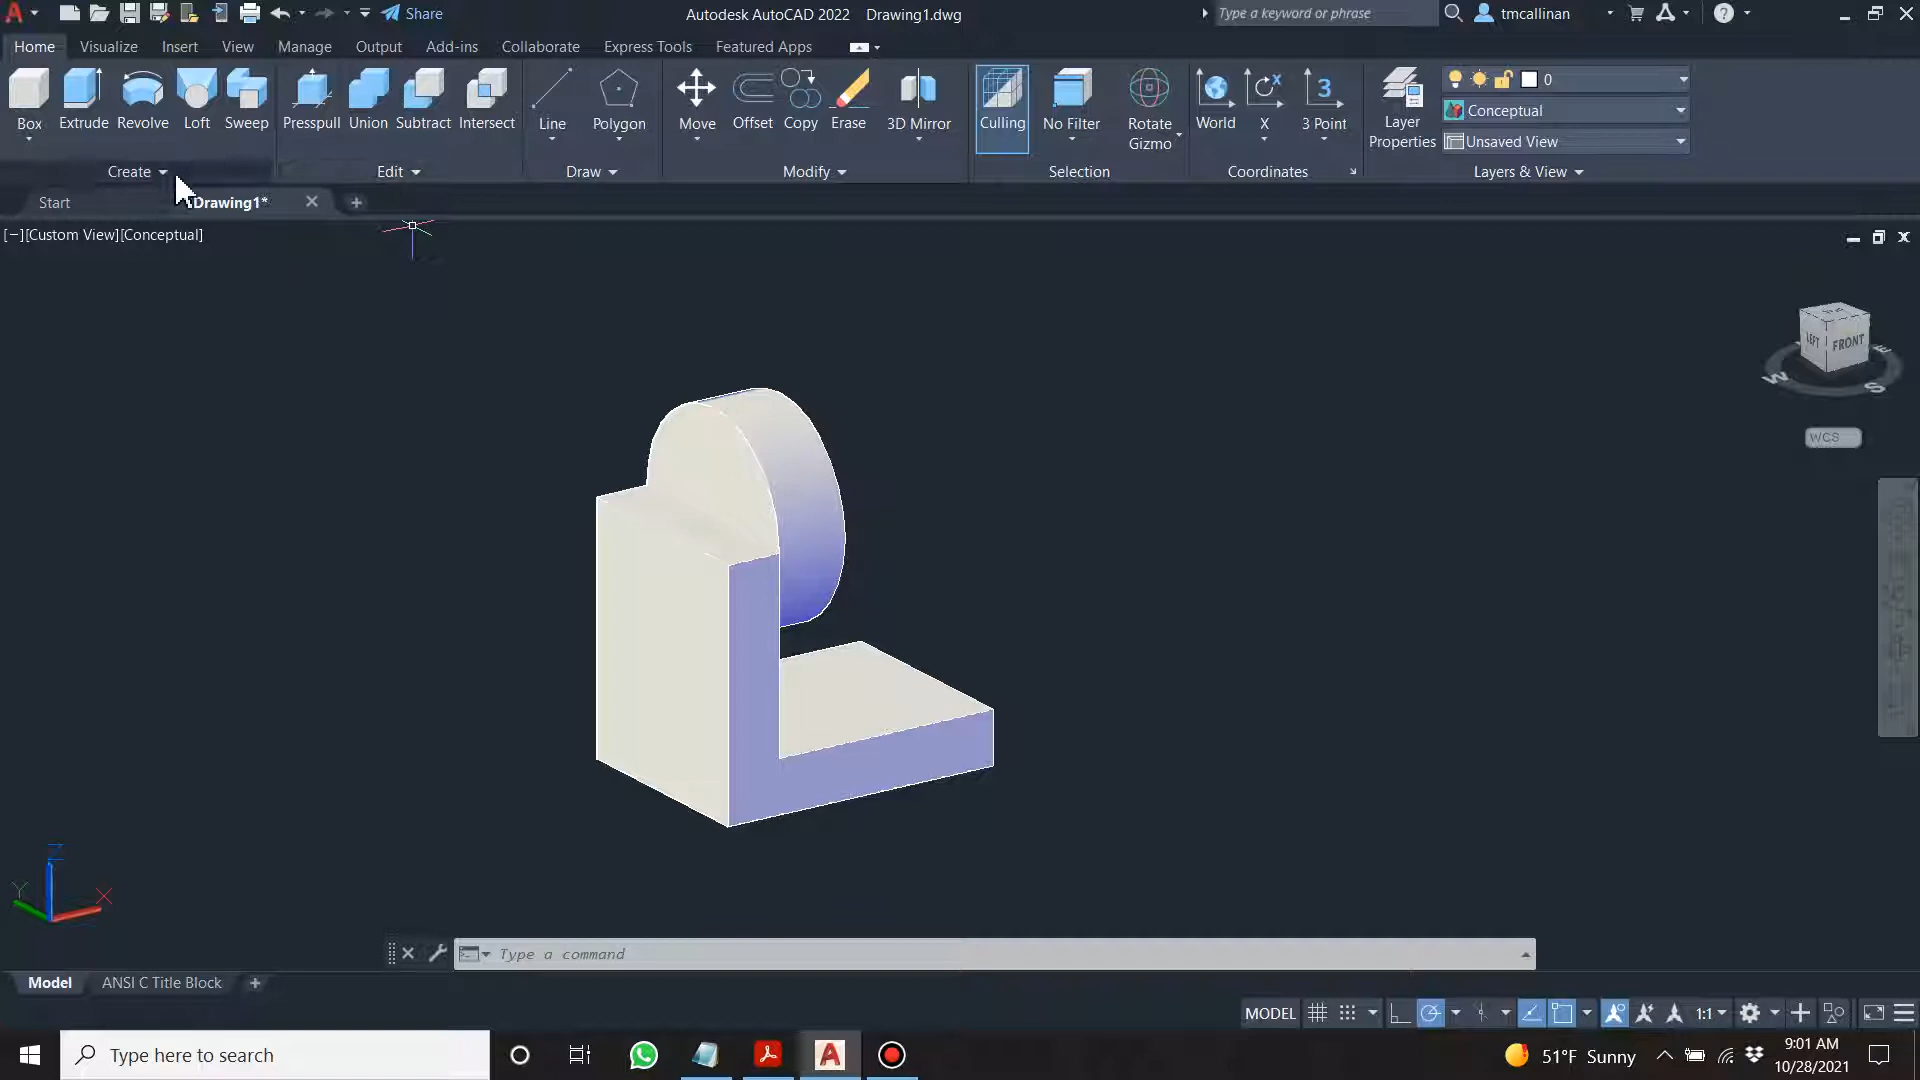 Share
Autodesk AutoCAD 2022 Drawing1.dwg
Type a keyword or phrase
tmcallinan
Home Visualize Insert View Manage Output Add-ins Collaborate Express Tools Featured Apps
Box Extrude Revolve Loft Sweep Presspull Union Subtract Intersect Line Polygon Move Offset Copy Erase 3D Mirror Culling No Filter Rotate Gizmo World X 3 Point Layer Properties
0
Conceptual
Unsaved View
Create Edit Draw Modify Selection Coordinates Layers & View
Start Drawing1*
[−][Custom View][Conceptual]
LEFT FRONT
W S E
WCS
Z
Y X
Type a command
Model ANSI C Title Block
MODEL 1:1
Type here to search
51°F Sunny
9:01 AM
10/28/2021